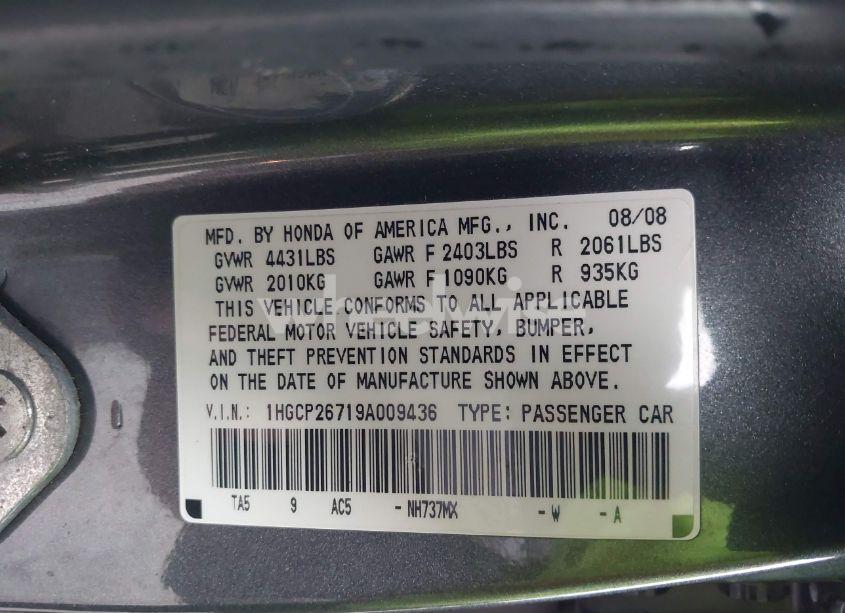 MFD. BY HONDA OF AMERICA MFG., INC. 08/08
GVWR 4431LBS GAWR F 2403LBS R 2061LBS
GVWR 2010KG GAWR F 1090KG R 935KG
THIS VEHICLE CONFORMS TO ALL APPLICABLE
wheelwise
FEDERAL MOTOR VEHICLE SAFETY, BUMPER,
AND THEFT PREVENTION STANDARDS IN EFFECT
ON THE DATE OF MANUFACTURE SHOWN ABOVE.
V.I.N.: 1HGCP26719A009436 TYPE: PASSENGER CAR
TA5 9 AC5 -NH737MX -W -A